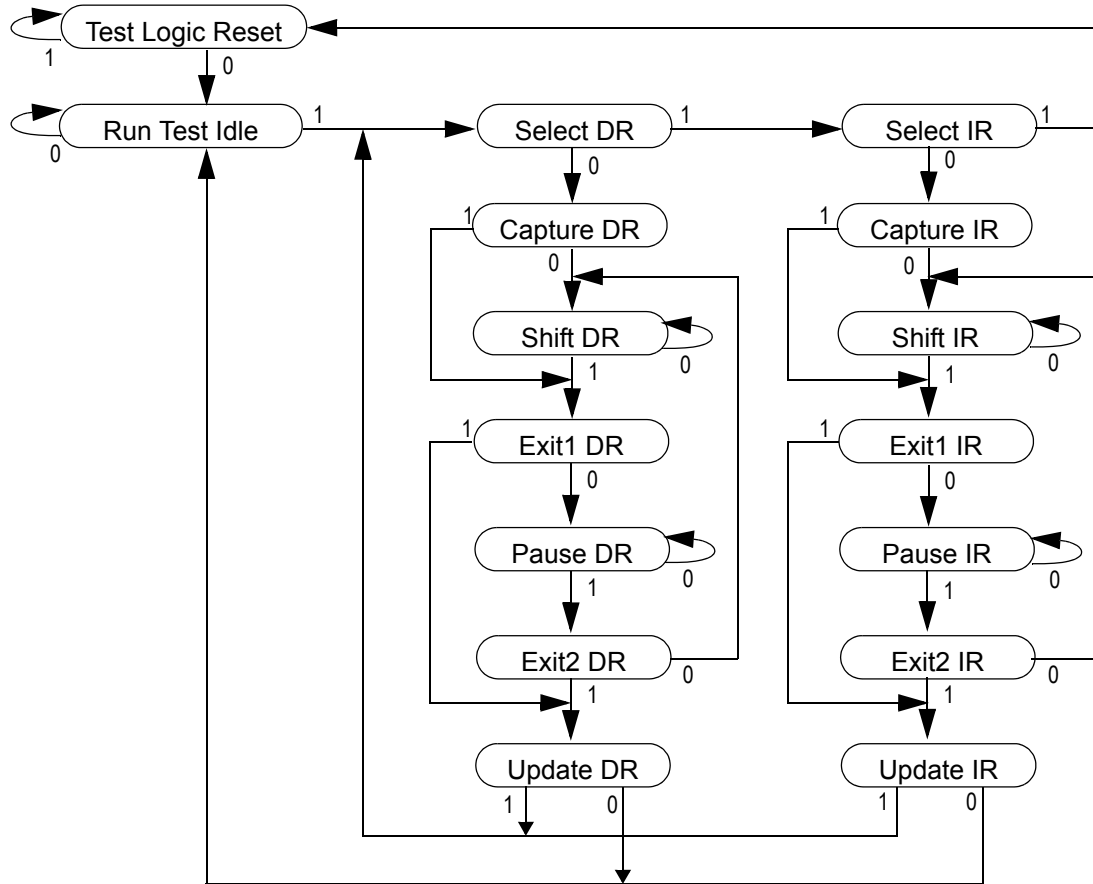 Test Logic Reset
1
0
Run Test Idle
1
0
Select DR
1
0
Select IR
1
0
1
Capture DR
0
1
Capture IR
0
Shift DR
0
1
Shift IR
0
1
1
Exit1 DR
0
1
Exit1 IR
0
Pause DR
0
1
Pause IR
0
1
Exit2 DR
0
1
Exit2 IR
0
1
Update DR
1
0
Update IR
1
0